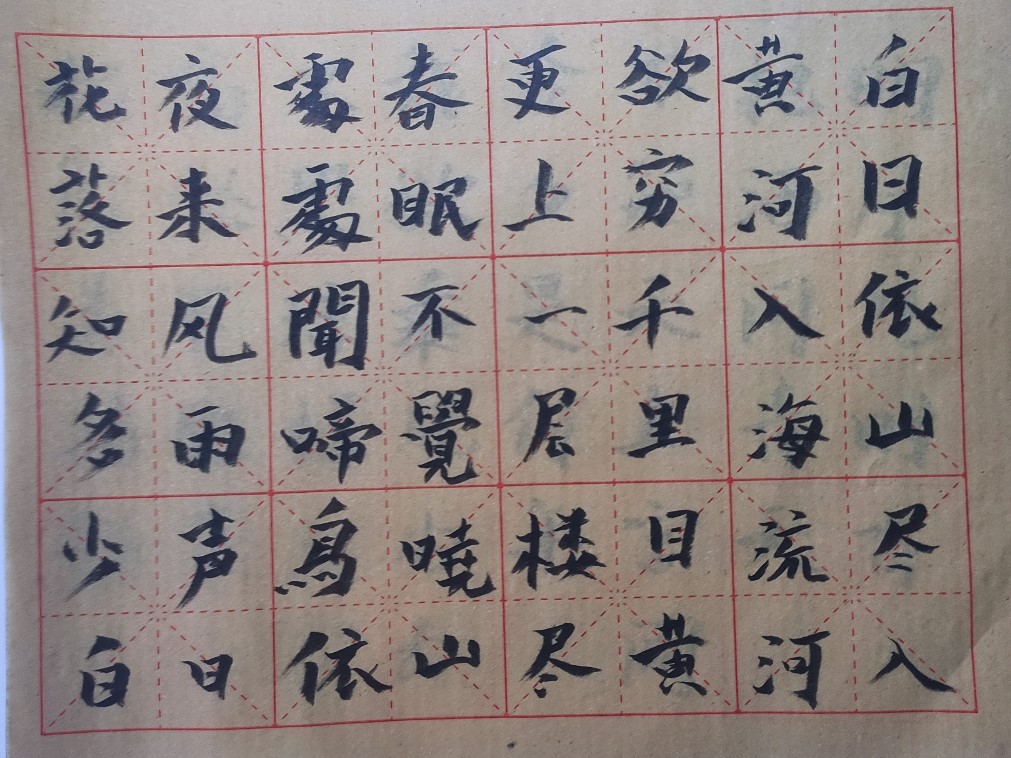 白日依山尽
黄河入海流
欲穷千里目
更上一层楼
春眠不覺曉
處處聞啼鳥
夜来风雨声
花落知多少
白日依山尽黄河入